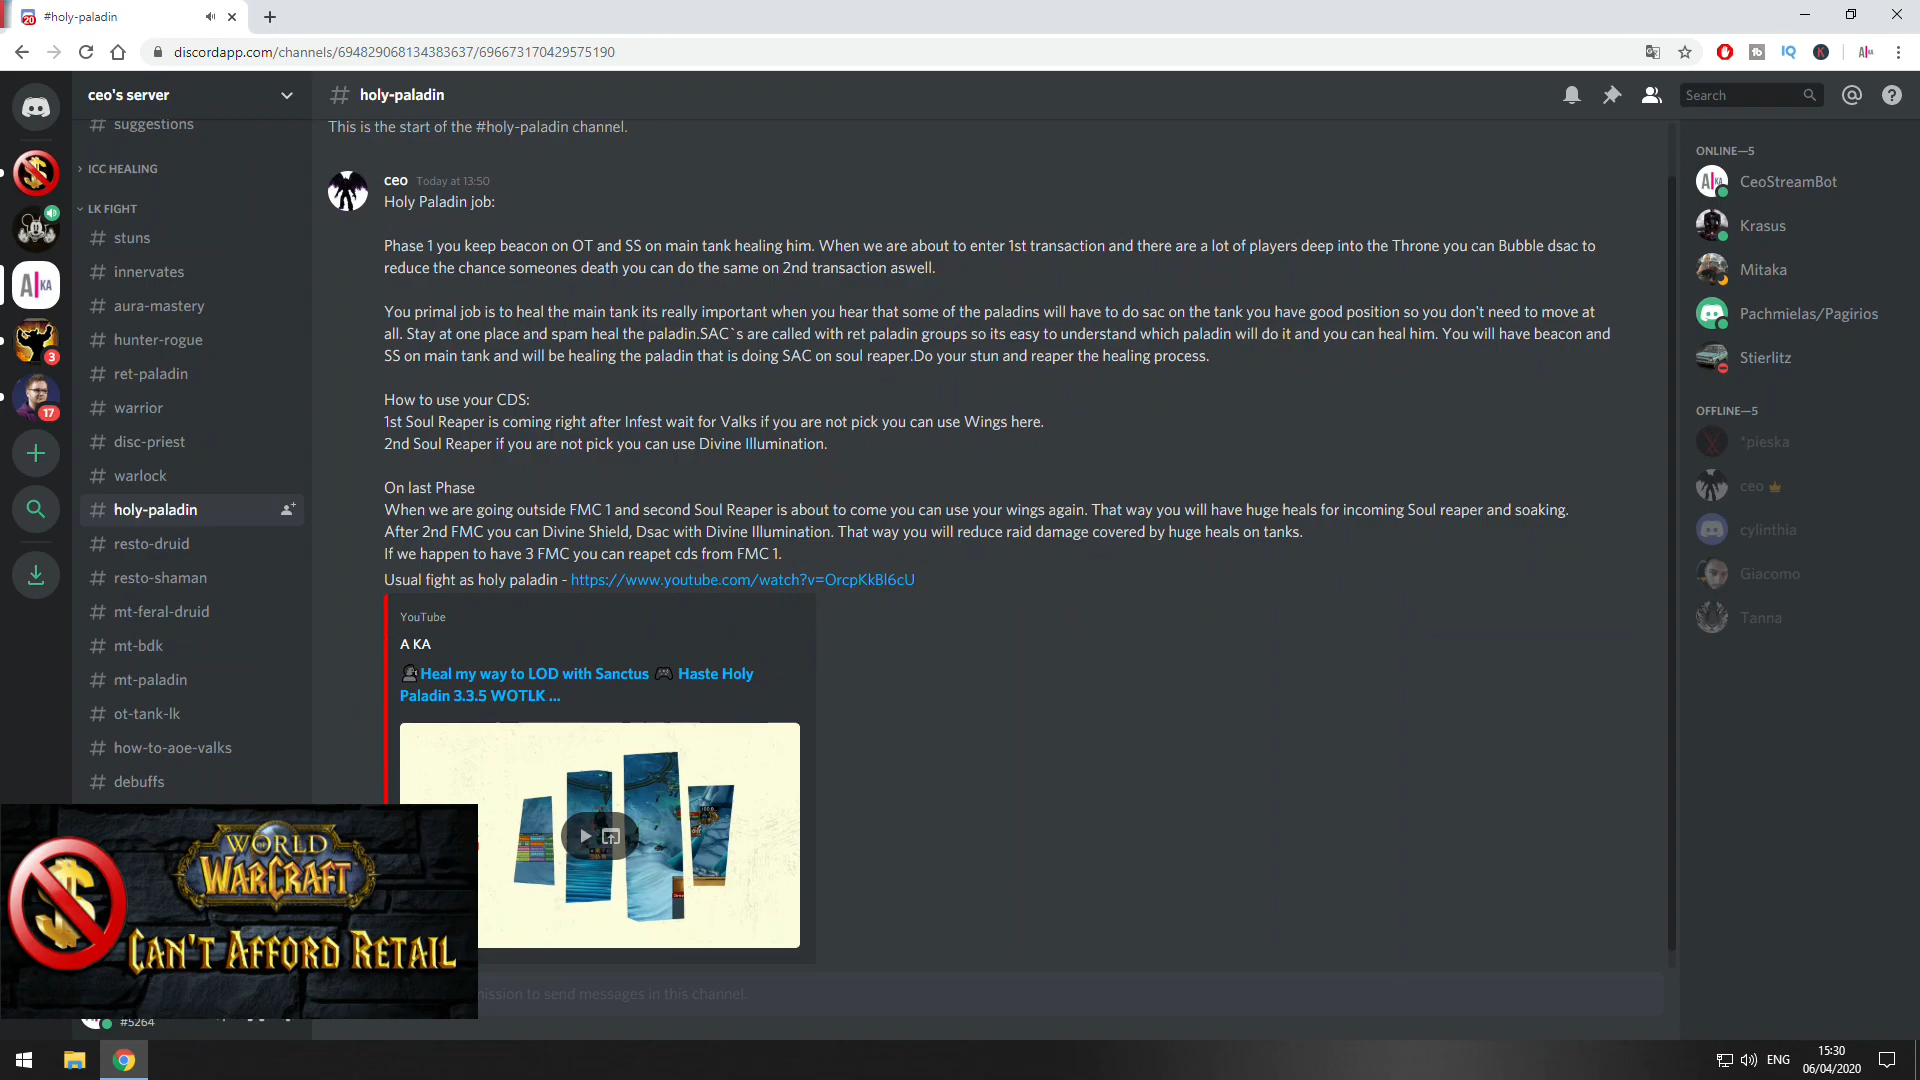 #holy-paladin
discordapp.com/channels/694829068134383637/696673170429575190
ceo's server
suggestions
ICC HEALING
LK FIGHT
stuns
innervates
aura-mastery
hunter-rogue
ret-paladin
warrior
disc-priest
warlock
holy-paladin
resto-druid
resto-shaman
mt-feral-druid
mt-bdk
mt-paladin
ot-tank-lk
how-to-aoe-valks
debuffs
#5264
20
3
17
A|KA
holy-paladin
Search
This is the start of the #holy-paladin channel.
ceo Today at 13:50
Holy Paladin job:
Phase 1 you keep beacon on OT and SS on main tank healing him. When we are about to enter 1st transaction and there are a lot of players deep into the Throne you can Bubble dsac to
reduce the chance someones death you can do the same on 2nd transaction aswell.
You primal job is to heal the main tank its really important when you hear that some of the paladins will have to do sac on the tank you have good position so you don't need to move at
all. Stay at one place and spam heal the paladin.SAC`s are called with ret paladin groups so its easy to understand which paladin will do it and you can heal him. You will have beacon and
SS on main tank and will be healing the paladin that is doing SAC on soul reaper.Do your stun and reaper the healing process.
How to use your CDS:
1st Soul Reaper is coming right after Infest wait for Valks if you are not pick you can use Wings here.
2nd Soul Reaper if you are not pick you can use Divine Illumination.
On last Phase
When we are going outside FMC 1 and second Soul Reaper is about to come you can use your wings again. That way you will have huge heals for incoming Soul reaper and soaking.
After 2nd FMC you can Divine Shield, Dsac with Divine Illumination. That way you will reduce raid damage covered by huge heals on tanks.
If we happen to have 3 FMC you can reapet cds from FMC 1.
Usual fight as holy paladin - https://www.youtube.com/watch?v=OrcpKkBl6cU
YouTube
A KA
Heal my way to LOD with Sanctus 🎮 Haste Holy
Paladin 3.3.5 WOTLK ...
mission to send messages in this channel.
ONLINE—5
CeoStreamBot
Krasus
Mitaka
Pachmielas/Pagirios
Stierlitz
OFFLINE—5
*pieska
ceo
cylinthia
Giacomo
Tanna
WORLD
OF
WARCRAFT
CAN'T AFFORD RETAIL
ENG
15:30
06/04/2020